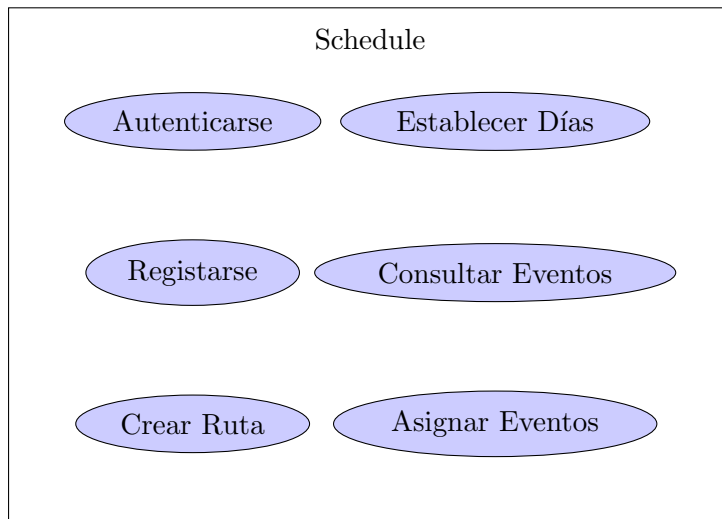 Schedule
Autenticarse
Establecer Días
Registarse
Consultar Eventos
Crear Ruta
Asignar Eventos